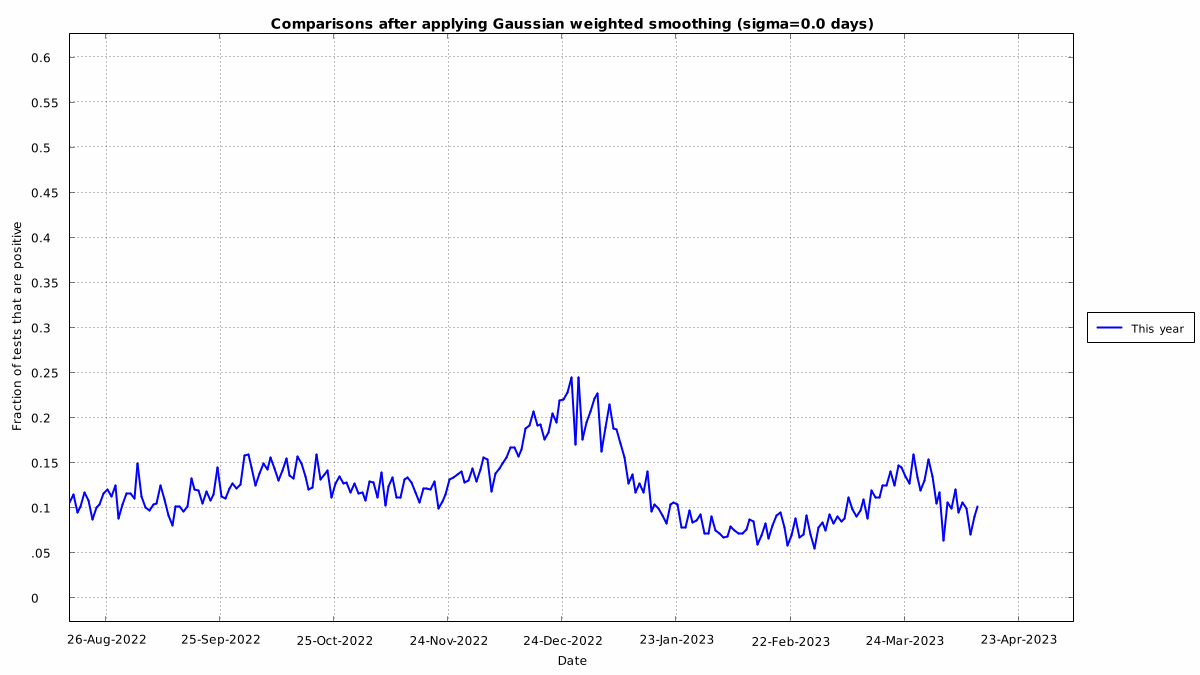 Comparisons after applying Gaussian weighted smoothing (sigma=0.0 days)
0.6
0.55
0.5
0.45
0.4
0.35
0.3
0.25
0.2
0.15
0.1
.05
0
Fraction of tests that are positive
This year
26-Aug-2022 25-Sep-2022 25-Oct-2022 24-Nov-2022 24-Dec-2022 23-Jan-2023 22-Feb-2023 24-Mar-2023 23-Apr-2023
Date